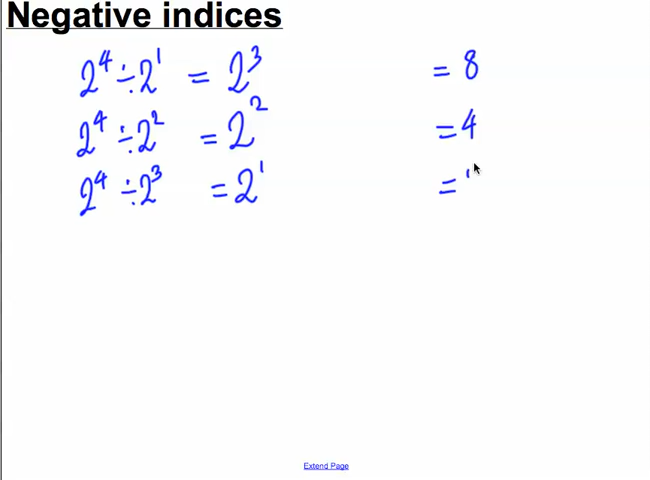 Negative indices
2⁴ ÷ 2¹ = 2³ = 8
2⁴ ÷ 2² = 2² = 4
2⁴ ÷ 2³ = 2¹ =
Extend Page